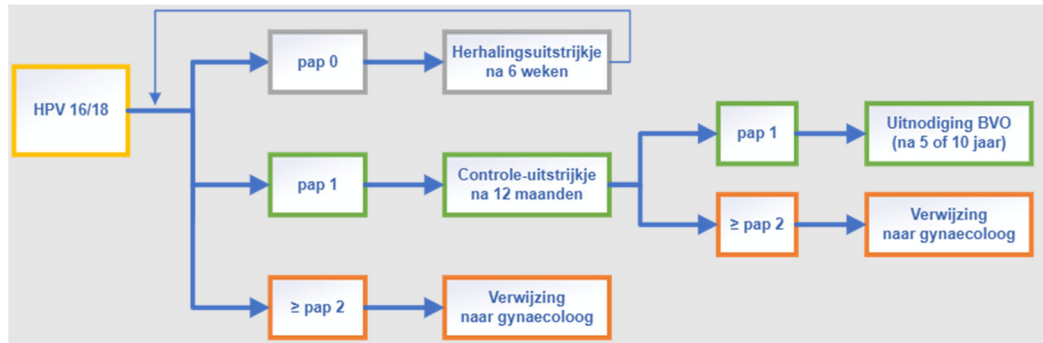 HPV 16/18
pap 0
Herhalingsuitstrijkje
na 6 weken
pap 1
Controle-uitstrijkje
na 12 maanden
pap 1
Uitnodiging BVO
(na 5 of 10 jaar)
≥ pap 2
Verwijzing
naar gynaecoloog
≥ pap 2
Verwijzing
naar gynaecoloog